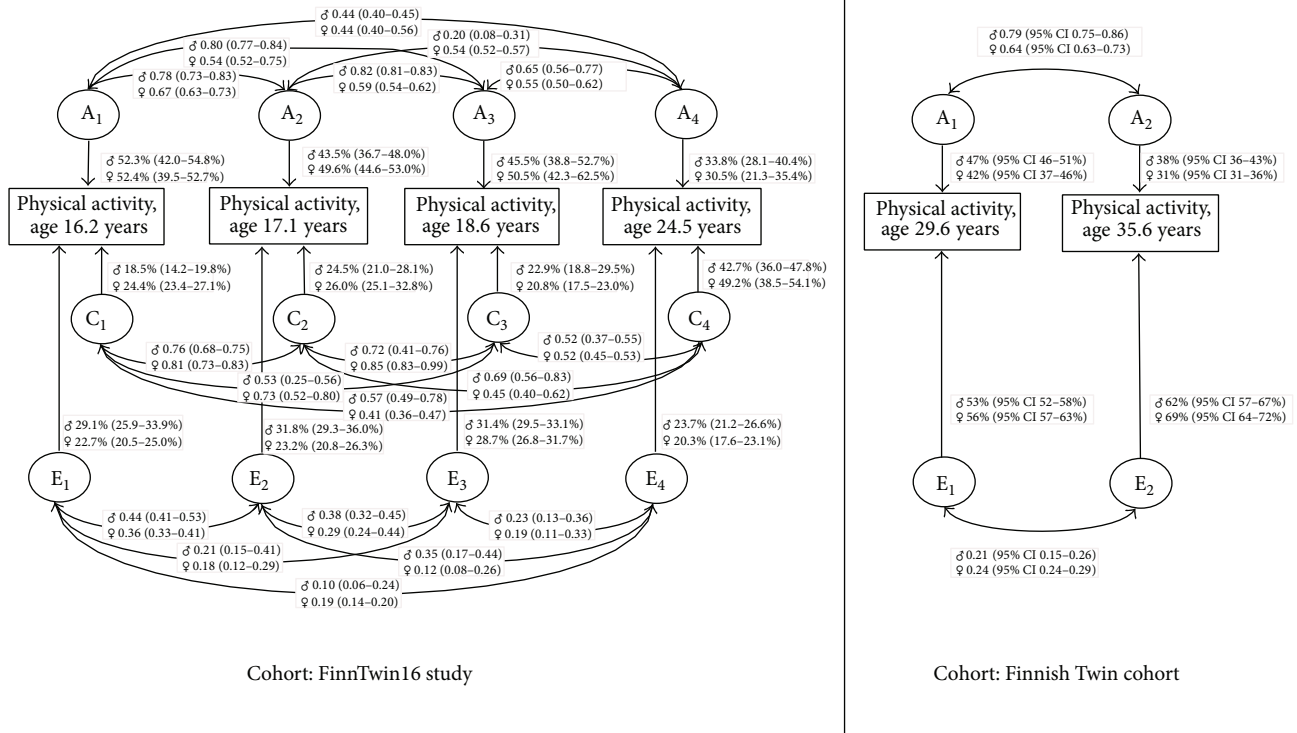 ♂ 0.44 (0.40–0.45)
♀ 0.44 (0.40–0.56)
♂ 0.80 (0.77–0.84)
♀ 0.54 (0.52–0.75)
♂ 0.20 (0.08–0.31)
♀ 0.54 (0.52–0.57)
♂ 0.78 (0.73–0.83)
♀ 0.67 (0.63–0.73)
♂ 0.82 (0.81–0.83)
♀ 0.59 (0.54–0.62)
♂ 0.65 (0.56–0.77)
♀ 0.55 (0.50–0.62)
A1
A2
A3
A4
♂ 52.3% (42.0–54.8%)
♀ 52.4% (39.5–52.7%)
♂ 43.5% (36.7–48.0%)
♀ 49.6% (44.6–53.0%)
♂ 45.5% (38.8–52.7%)
♀ 50.5% (42.3–62.5%)
♂ 33.8% (28.1–40.4%)
♀ 30.5% (21.3–35.4%)
Physical activity,
age 16.2 years
Physical activity,
age 17.1 years
Physical activity,
age 18.6 years
Physical activity,
age 24.5 years
♂ 18.5% (14.2–19.8%)
♀ 24.4% (23.4–27.1%)
♂ 24.5% (21.0–28.1%)
♀ 26.0% (25.1–32.8%)
♂ 22.9% (18.8–29.5%)
♀ 20.8% (17.5–23.0%)
♂ 42.7% (36.0–47.8%)
♀ 49.2% (38.5–54.1%)
C1
C2
C3
C4
♂ 0.76 (0.68–0.75)
♀ 0.81 (0.73–0.83)
♂ 0.72 (0.41–0.76)
♀ 0.85 (0.83–0.99)
♂ 0.52 (0.37–0.55)
♀ 0.52 (0.45–0.53)
♂ 0.53 (0.25–0.56)
♀ 0.73 (0.52–0.80)
♂ 0.69 (0.56–0.83)
♀ 0.45 (0.40–0.62)
♂ 0.57 (0.49–0.78)
♀ 0.41 (0.36–0.47)
♂ 29.1% (25.9–33.9%)
♀ 22.7% (20.5–25.0%)
♂ 31.8% (29.3–36.0%)
♀ 23.2% (20.8–26.3%)
♂ 31.4% (29.5–33.1%)
♀ 28.7% (26.8–31.7%)
♂ 23.7% (21.2–26.6%)
♀ 20.3% (17.6–23.1%)
E1
E2
E3
E4
♂ 0.44 (0.41–0.53)
♀ 0.36 (0.33–0.41)
♂ 0.38 (0.32–0.45)
♀ 0.29 (0.24–0.44)
♂ 0.23 (0.13–0.36)
♀ 0.19 (0.11–0.33)
♂ 0.21 (0.15–0.41)
♀ 0.18 (0.12–0.29)
♂ 0.35 (0.17–0.44)
♀ 0.12 (0.08–0.26)
♂ 0.10 (0.06–0.24)
♀ 0.19 (0.14–0.20)
Cohort: FinnTwin16 study
♂ 0.79 (95% CI 0.75–0.86)
♀ 0.64 (95% CI 0.63–0.73)
A1
A2
♂ 47% (95% CI 46–51%)
♀ 42% (95% CI 37–46%)
♂ 38% (95% CI 36–43%)
♀ 31% (95% CI 31–36%)
Physical activity,
age 29.6 years
Physical activity,
age 35.6 years
♂ 53% (95% CI 52–58%)
♀ 56% (95% CI 57–63%)
♂ 62% (95% CI 57–67%)
♀ 69% (95% CI 64–72%)
E1
E2
♂ 0.21 (95% CI 0.15–0.26)
♀ 0.24 (95% CI 0.24–0.29)
Cohort: Finnish Twin cohort